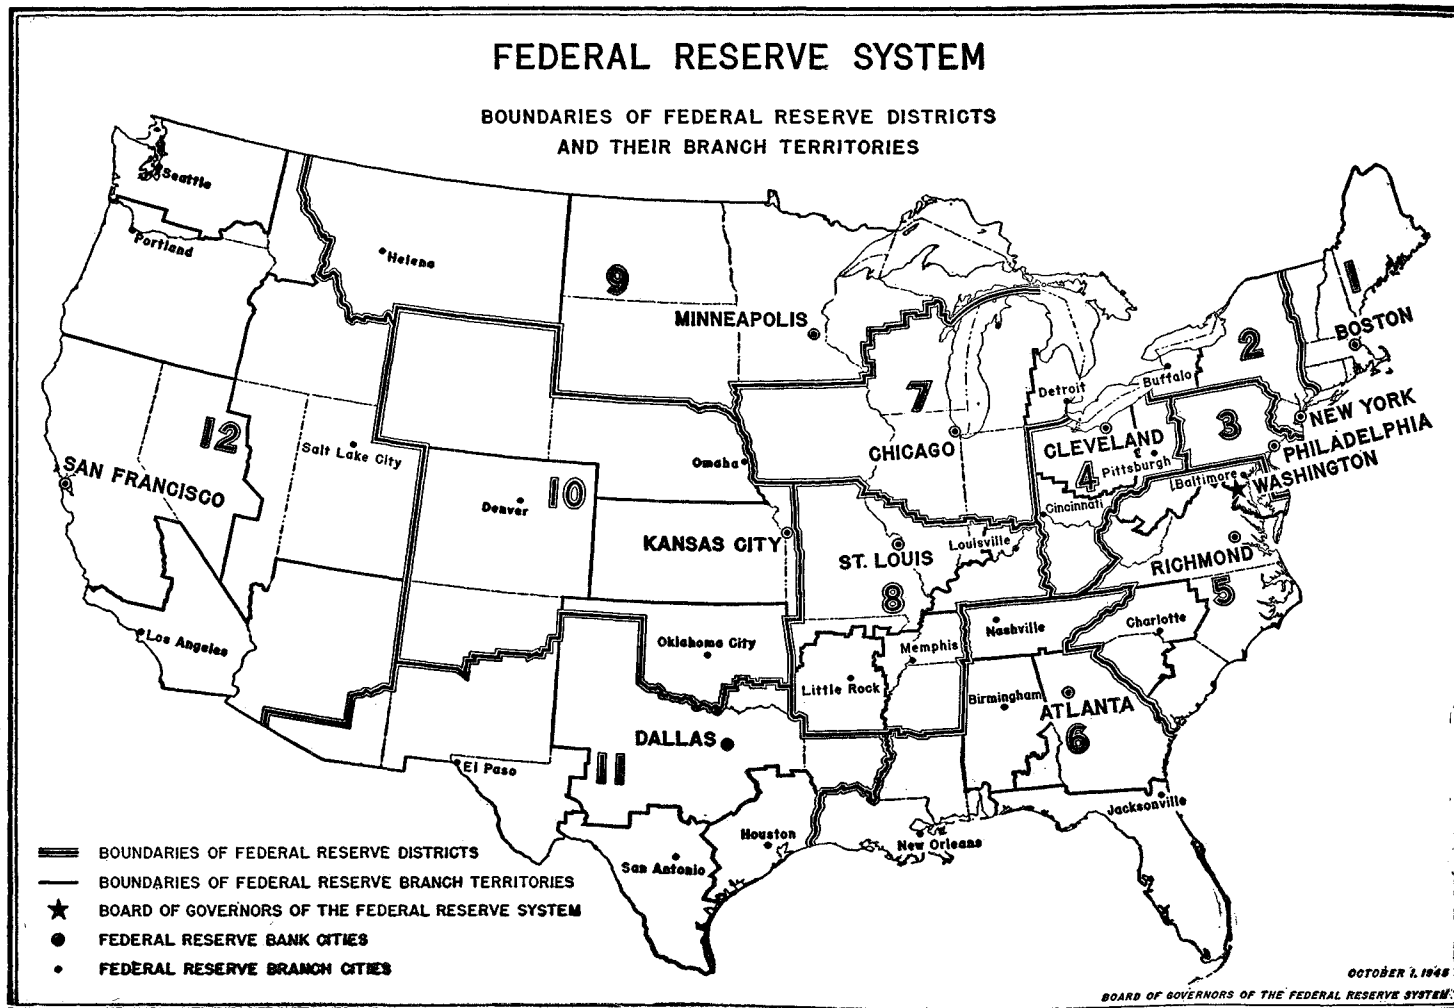 FEDERAL RESERVE SYSTEM
BOUNDARIES OF FEDERAL RESERVE DISTRICTS
AND THEIR BRANCH TERRITORIES
Seattle
Portland
Helena
9
MINNEAPOLIS
1
BOSTON
2
Buffalo
7
Detroit
NEW YORK
3
PHILADELPHIA
WASHINGTON
CLEVELAND
CHICAGO
4
Pittsburgh
Baltimore
12
Salt Lake City
SAN FRANCISCO
Omaha
10
Denver
Cincinnati
KANSAS CITY
ST. LOUIS
Louisville
RICHMOND
8
5
Los Angeles
Oklahoma City
Nashville
Charlotte
Memphis
Little Rock
Birmingham
ATLANTA
DALLAS
6
11
El Paso
Jacksonville
Houston
New Orleans
San Antonio
BOUNDARIES OF FEDERAL RESERVE DISTRICTS
BOUNDARIES OF FEDERAL RESERVE BRANCH TERRITORIES
BOARD OF GOVERNORS OF THE FEDERAL RESERVE SYSTEM
FEDERAL RESERVE BANK CITIES
FEDERAL RESERVE BRANCH CITIES
OCTOBER 1,
BOARD OF GOVERNORS OF THE FEDERAL RESERVE SYSTEM